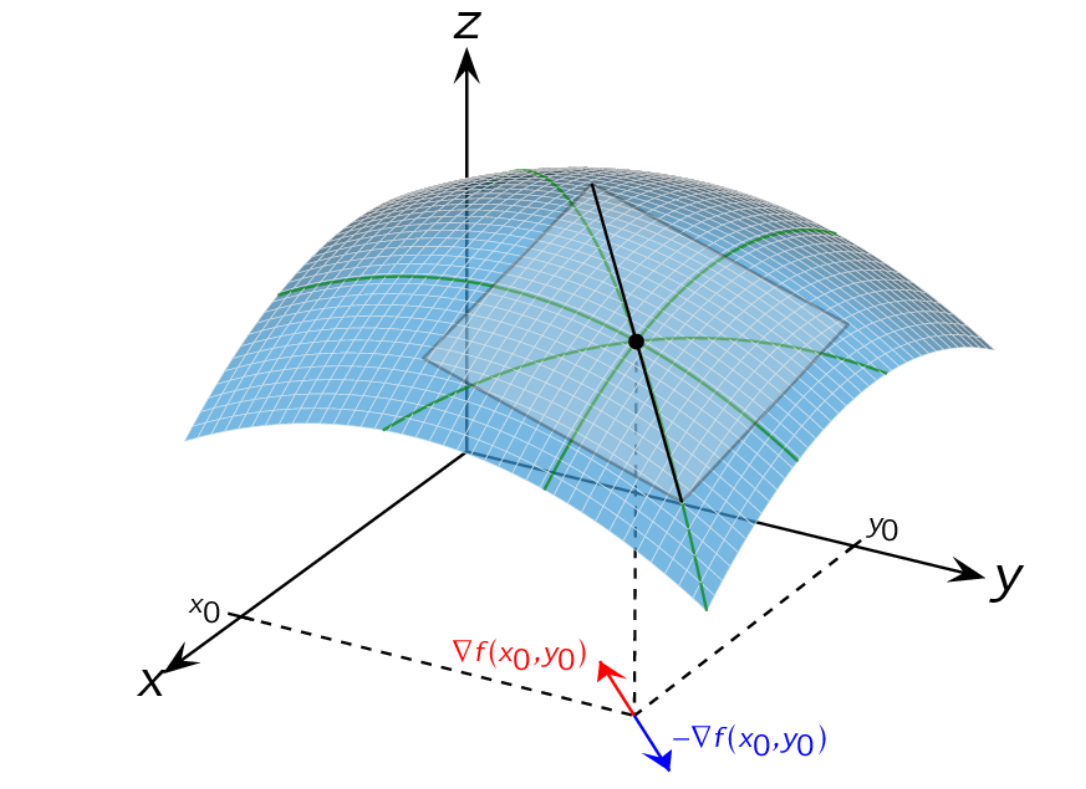 z
y₀
y
x₀
x
∇f(x₀,y₀)
−∇f(x₀,y₀)